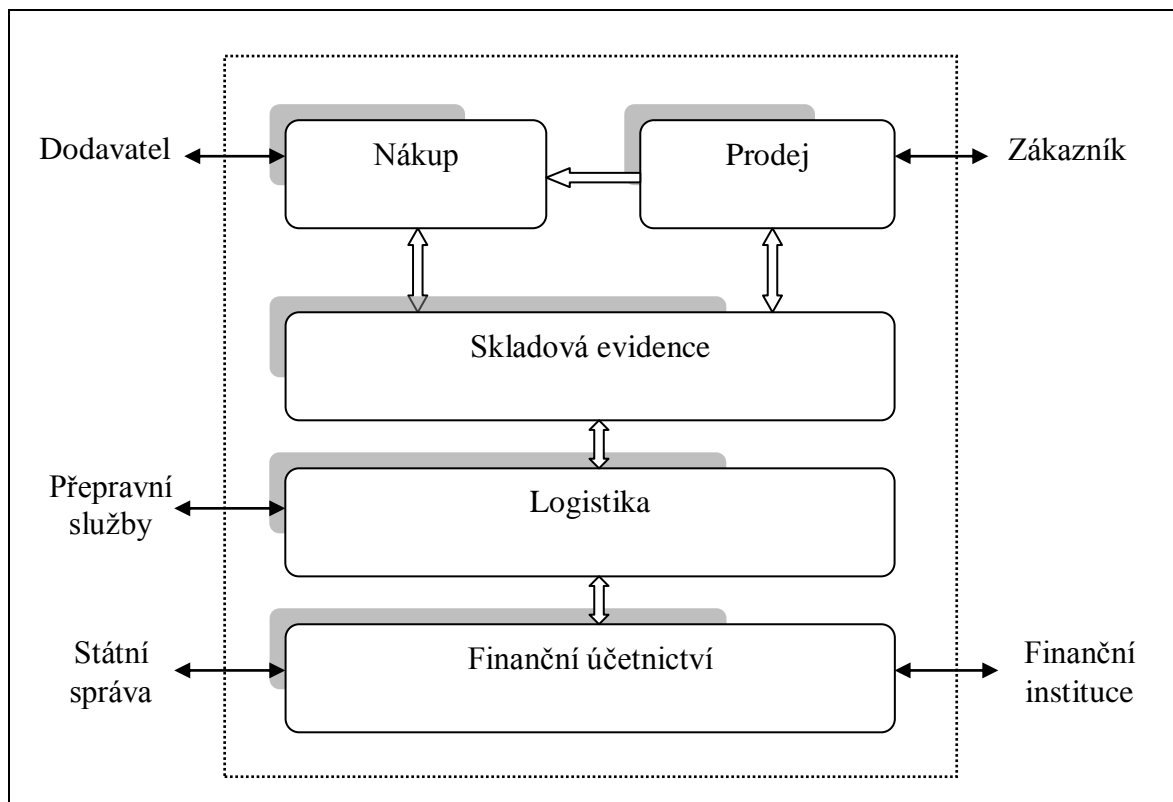 Dodavatel
Nákup
Prodej
Zákazník
Skladová evidence
Přepravní
služby
Logistika
Státní
správa
Finanční účetnictví
Finanční
instituce